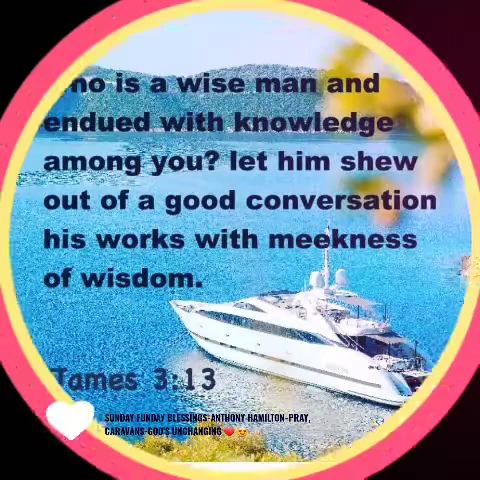 ho is a wise man and
endued with knowledge
among you? let him shew
out of a good conversation
his works with meekness
of wisdom.
James 3:13
SUNDAY FUNDAY BLESSINGS-ANTHONY-HAMILTON-PRAY,
CARAVANS-GOD'S UNCHANGING ❤️ 😍